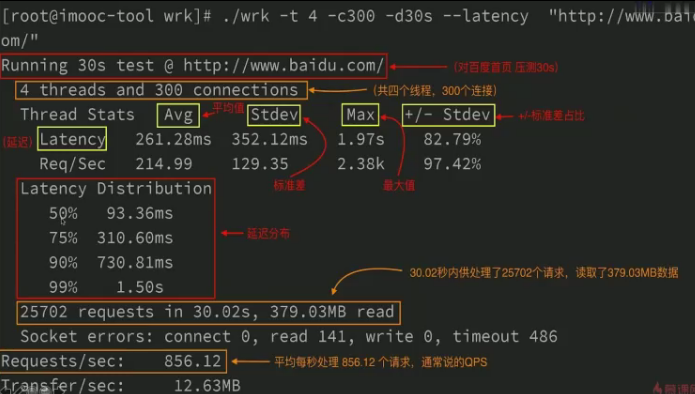 [root@imooc-tool wrk]# ./wrk -t 4 -c300 -d30s --latency "http://www.bai
om/"
Running 30s test @ http://www.baidu.com/ (对百度首页 压测30s)
4 threads and 300 connections (共四个线程，300个连接)
平均值
Thread Stats Avg Stdev Max +/- Stdev +/-标准差占比
(延迟) Latency 261.28ms 352.12ms 1.97s 82.79%
Req/Sec 214.99 129.35 2.38k 97.42%
标准差 最大值
Latency Distribution
50% 93.36ms
75% 310.60ms
延迟分布
90% 730.81ms
99% 1.50s
30.02秒内供处理了25702个请求，读取了379.03MB数据
25702 requests in 30.02s, 379.03MB read
Socket errors: connect 0, read 141, write 0, timeout 486
Requests/sec: 856.12 平均每秒处理 856.12 个请求，通常说的QPS
Transfer/sec: 12.63MB